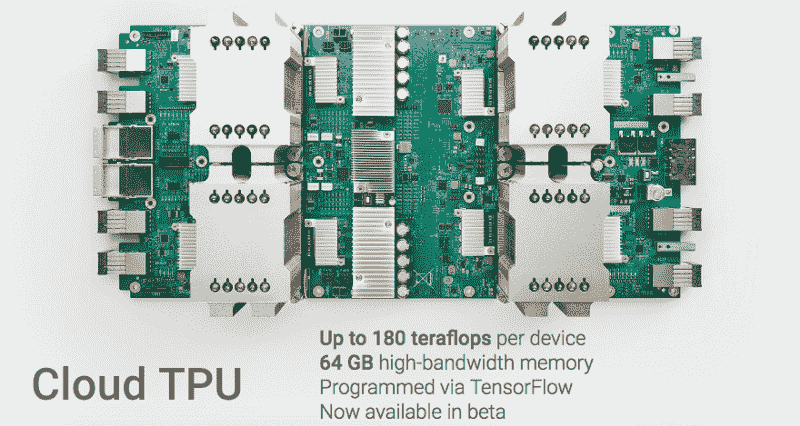 Cloud TPU
Up to 180 teraflops per device
64 GB high-bandwidth memory
Programmed via TensorFlow
Now available in beta